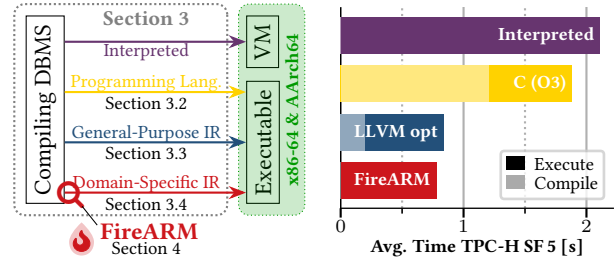 Section 3
Compiling DBMS
Interpreted
Programming Lang.
Section 3.2
General-Purpose IR
Section 3.3
Domain-Specific IR
Section 3.4
FireARM
Section 4
VM
Executable
x86-64 & AArch64
Interpreted
C (O3)
LLVM opt
FireARM
Execute
Compile
0 1 2
Avg. Time TPC-H SF 5 [s]